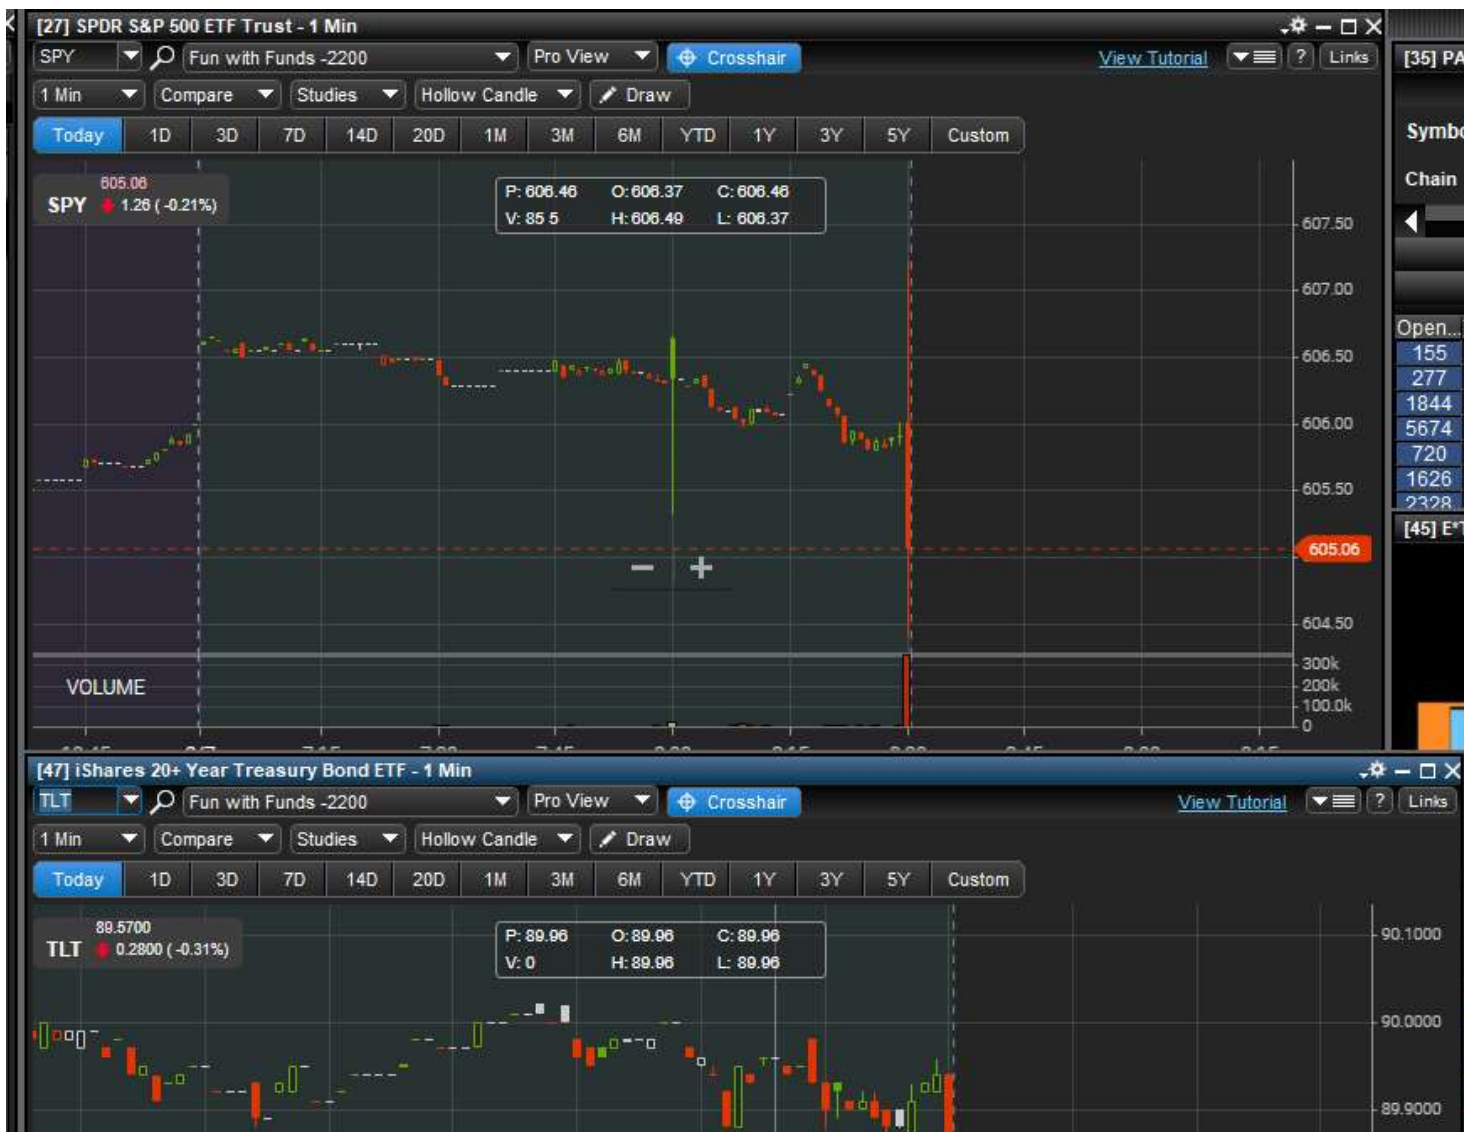 [27] SPDR S&P 500 ETF Trust - 1 Min
SPY Fun with Funds -2200 Pro View Crosshair View Tutorial ? Links
1 Min Compare Studies Hollow Candle Draw
Today 1D 3D 7D 14D 20D 1M 3M 6M YTD 1Y 3Y 5Y Custom
605.06
SPY 1.26 ( -0.21%)
P: 606.46 O: 606.37 C: 606.46
V: 85 5 H: 606.49 L: 606.37
607.50
607.00
606.50
606.00
605.50
605.06
604.50
300k
200k
100.0k
0
VOLUME
[35] PA
Symbo
Chain
Open...
155
277
1844
5674
720
1626
2328
[45] E*T
[47] iShares 20+ Year Treasury Bond ETF - 1 Min
TLT Fun with Funds -2200 Pro View Crosshair View Tutorial ? Links
1 Min Compare Studies Hollow Candle Draw
Today 1D 3D 7D 14D 20D 1M 3M 6M YTD 1Y 3Y 5Y Custom
89.5700
TLT 0.2800 ( -0.31%)
P: 89.96 O: 89.96 C: 89.96
V: 0 H: 89.96 L: 89.96
90.1000
90.0000
89.9000